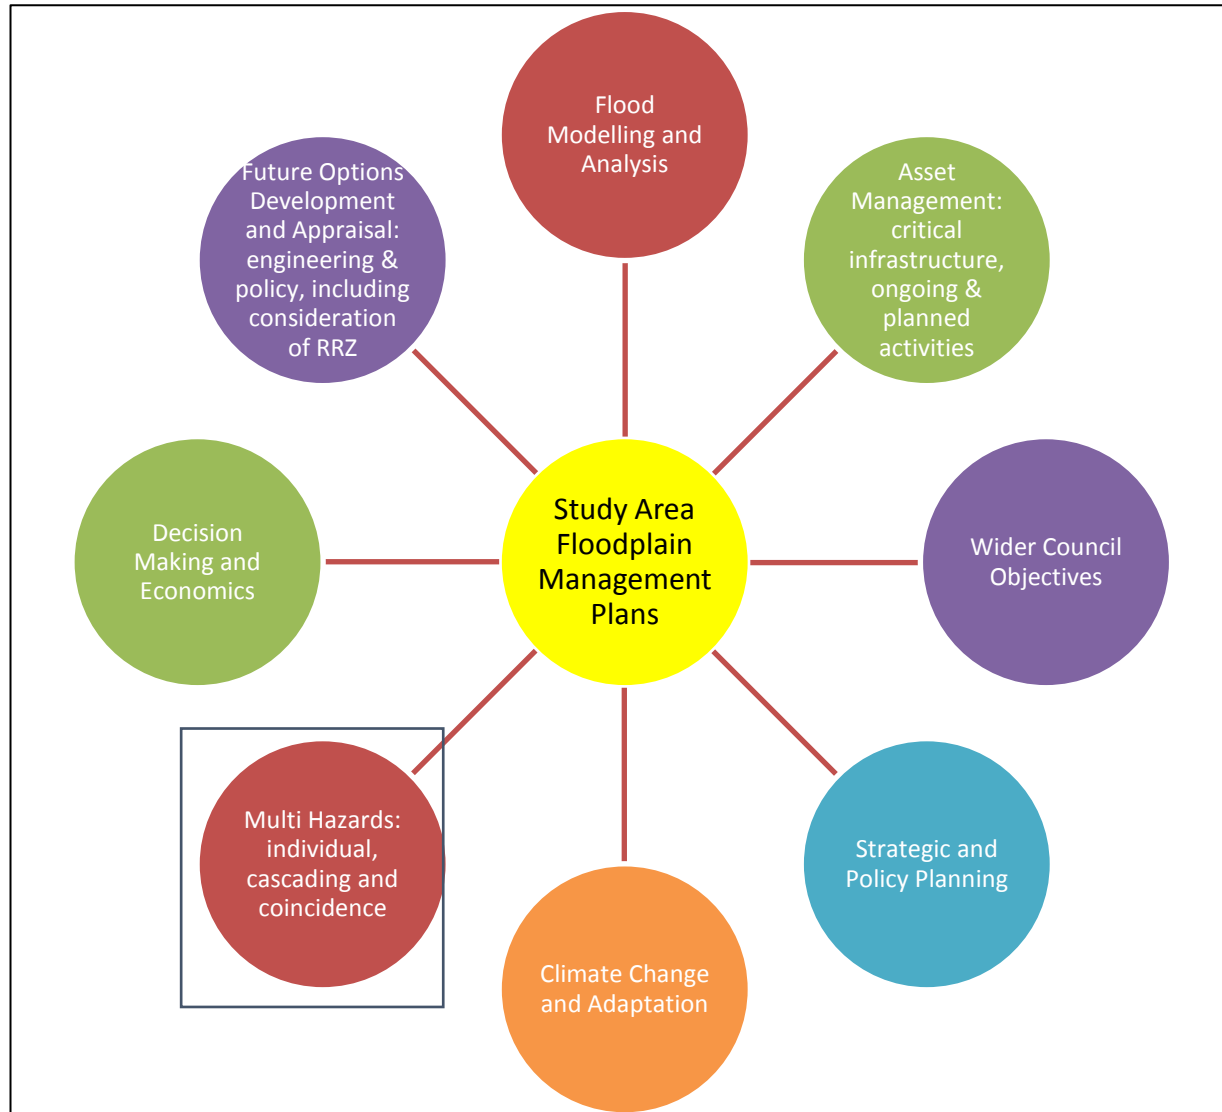 Flood
Modelling and
Analysis
Future Options
Development
and Appraisal:
engineering &
policy, including
consideration
of RRZ
Asset
Management:
critical
infrastructure,
ongoing &
planned
activities
Decision
Making and
Economics
Study Area
Floodplain
Management
Plans
Wider Council
Objectives
Multi Hazards:
individual,
cascading and
coincidence
Strategic and
Policy Planning
Climate Change
and Adaptation